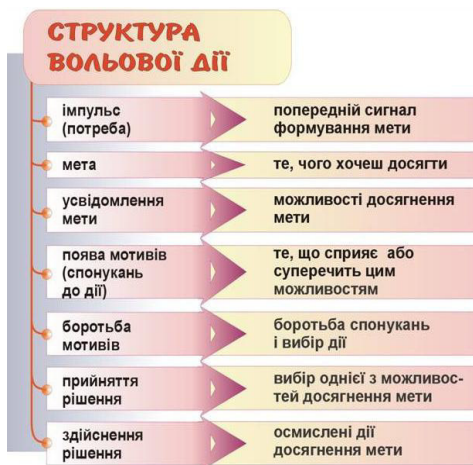 СТРУКТУРА
ВОЛЬОВОЇ ДІЇ
імпульс
(потреба)
попередній сигнал
формування мети
мета
те, чого хочеш досягти
усвідомлення
мети
можливості досягнення
мети
поява мотивів
(спонукань
до дії)
те, що сприяє або
суперечить цим
можливостям
боротьба
мотивів
боротьба спонукань
і вибір дії
прийняття
рішення
вибір однієї з можливос-
тей досягнення мети
здійснення
рішення
осмислені дії
досягнення мети